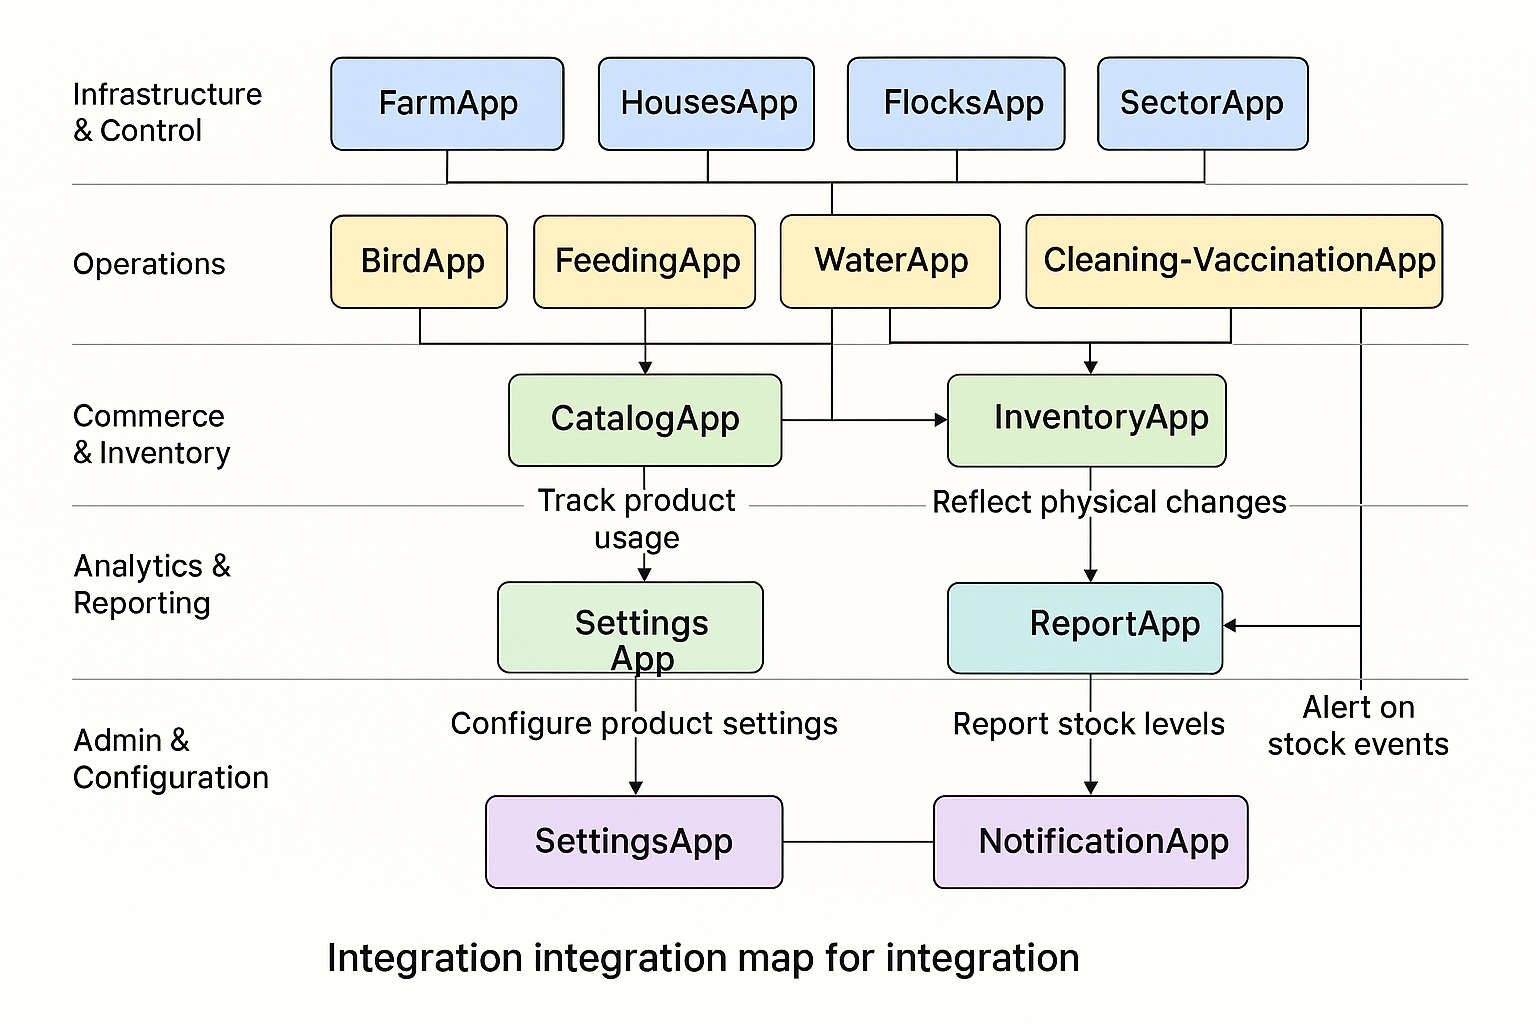 Infrastructure
& Control
FarmApp
HousesApp
FlocksApp
SectorApp
Operations
BirdApp
FeedingApp
WaterApp
Cleaning-VaccinationApp
Commerce
& Inventory
CatalogApp
InventoryApp
Track product
usage
Reflect physical changes
Analytics &
Reporting
Settings
App
ReportApp
Admin &
Configuration
Configure product settings
Report stock levels
Alert on
stock events
SettingsApp
NotificationApp
Integration integration map for integration